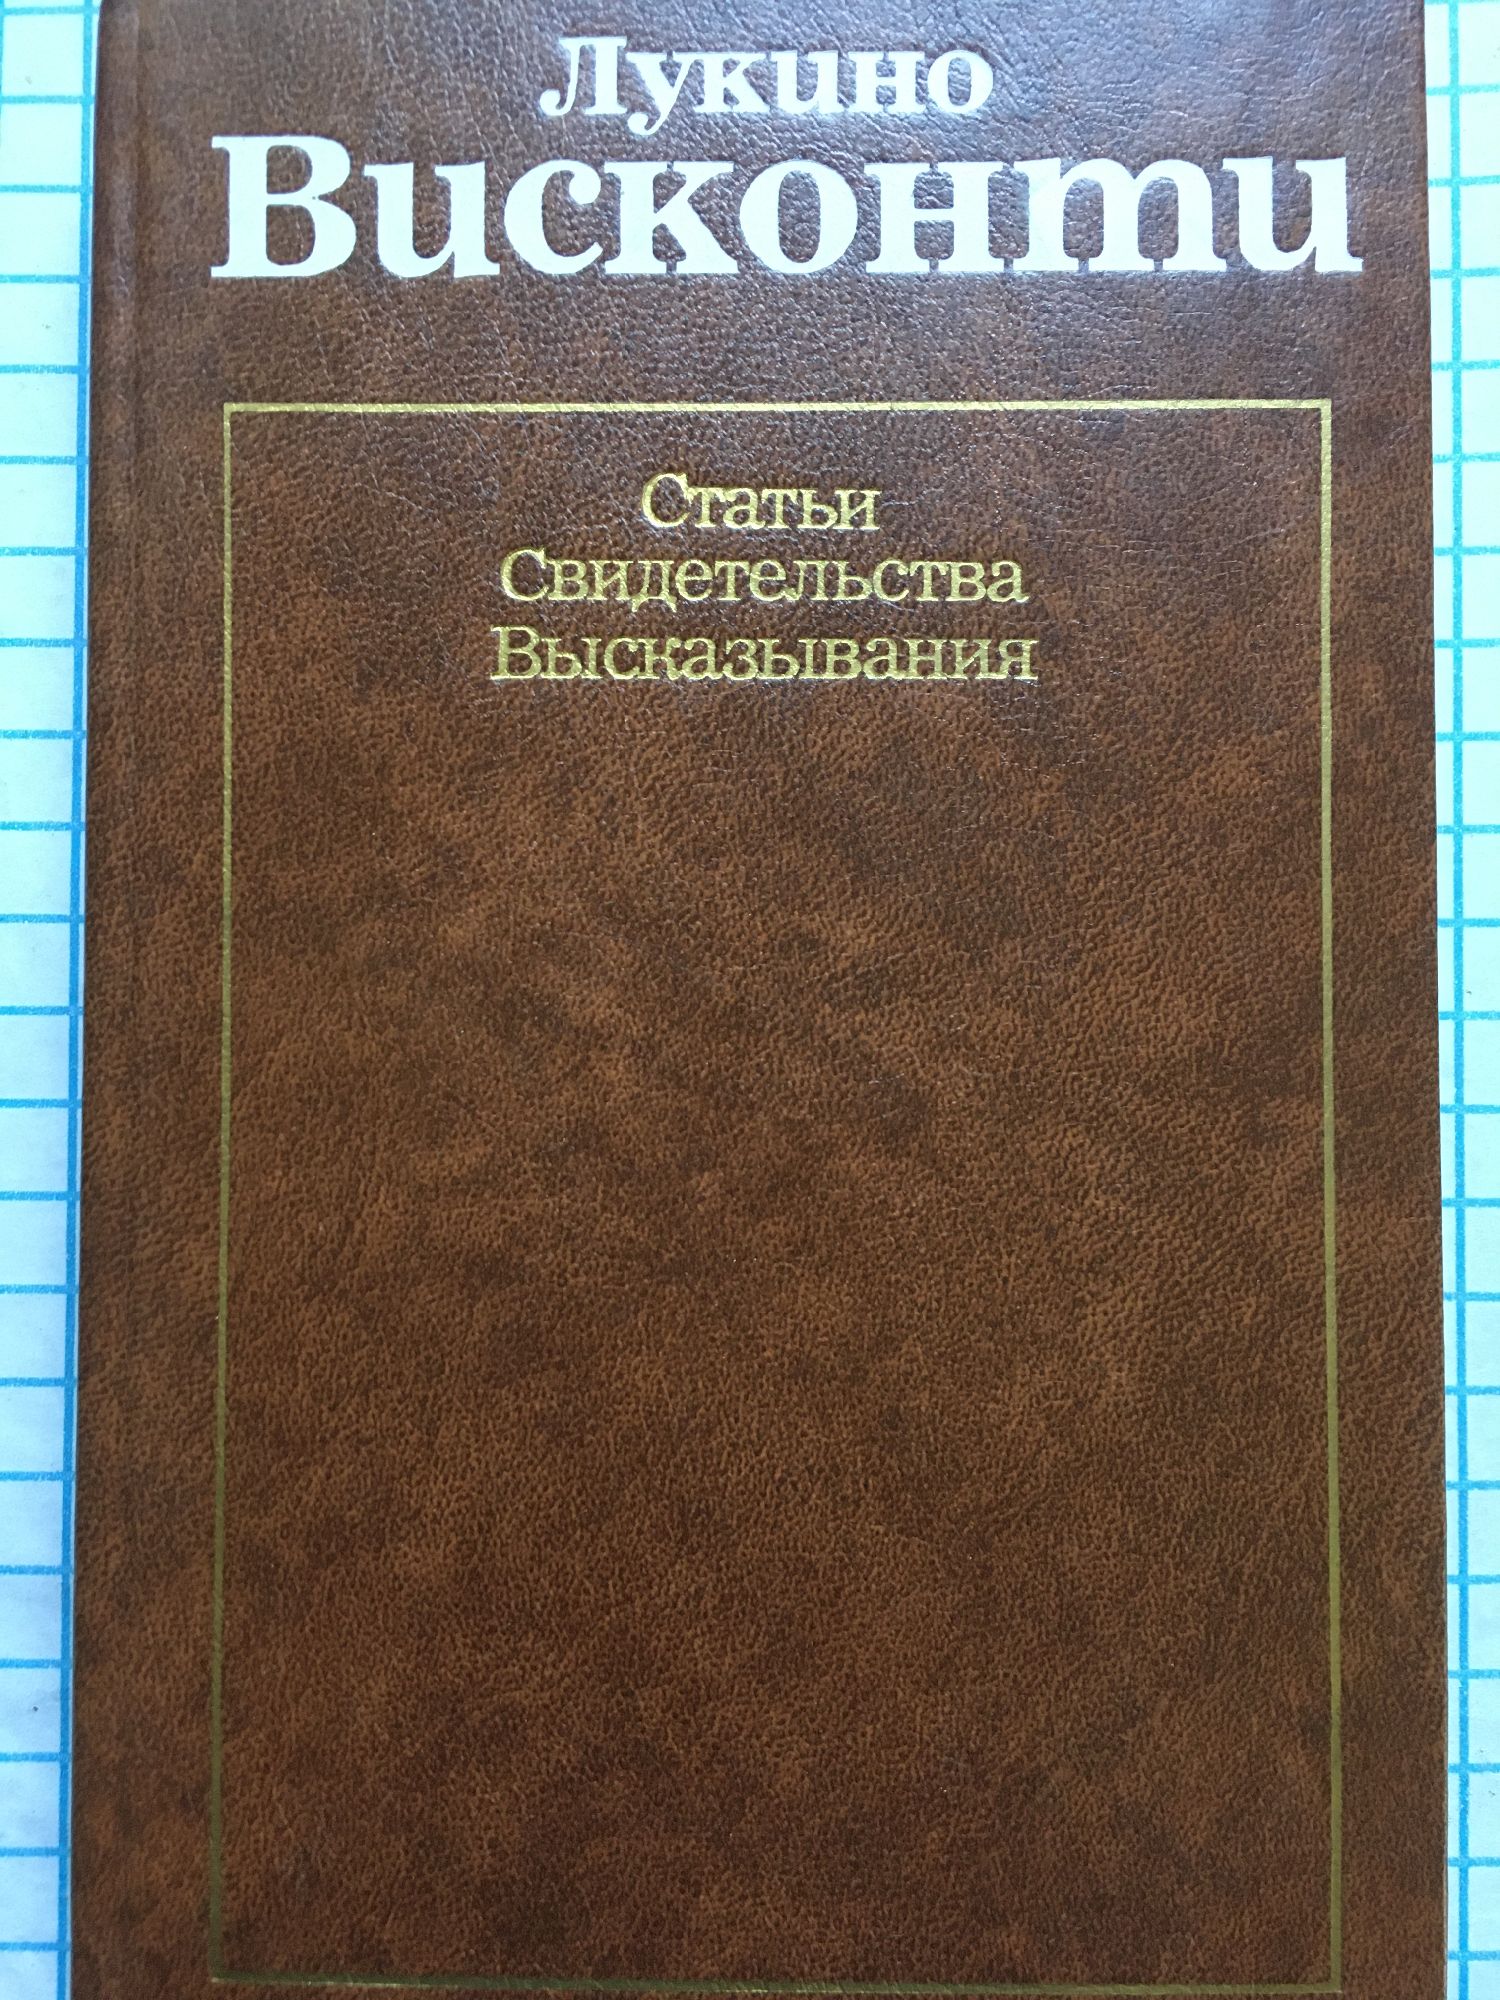 Лукино
Висконти
Статьи
Свидетельства
Высказывания